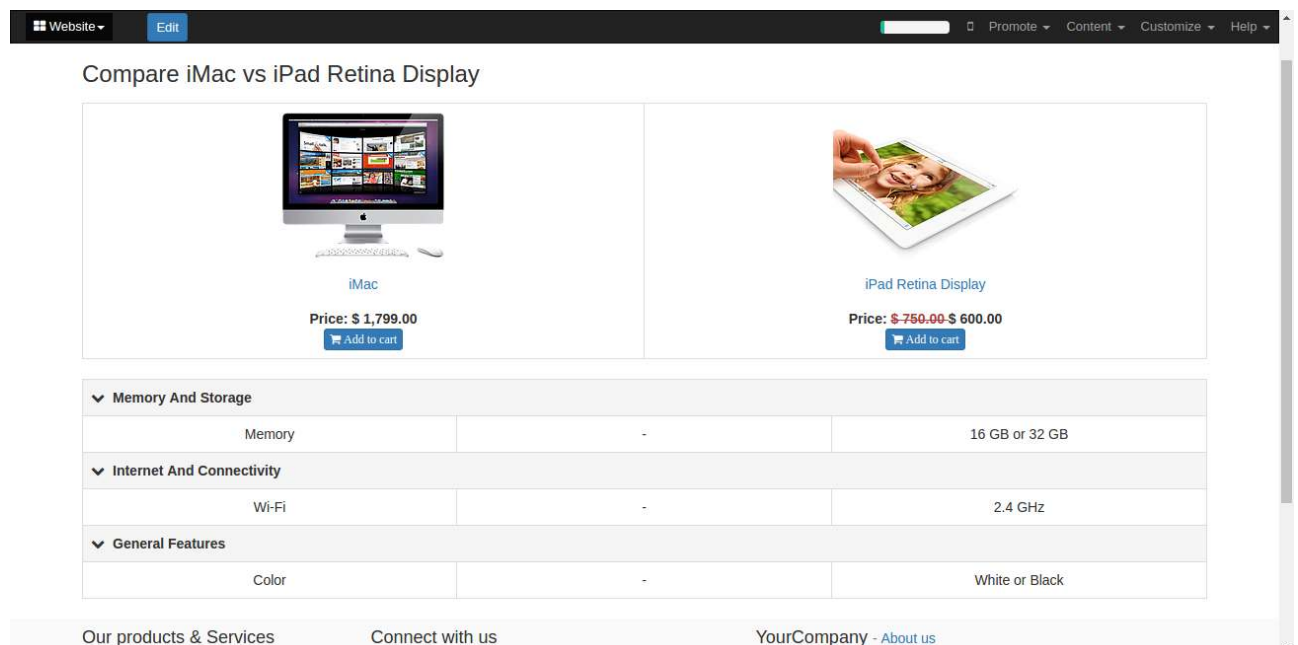 Website Edit Promote Content Customize Help
Compare iMac vs iPad Retina Display
iMac iPad Retina Display
Price: $ 1,799.00 Price: $ 750.00 $ 600.00
Add to cart Add to cart
Memory And Storage
Memory - 16 GB or 32 GB
Internet And Connectivity
Wi-Fi - 2.4 GHz
General Features
Color - White or Black
Our products & Services Connect with us YourCompany - About us